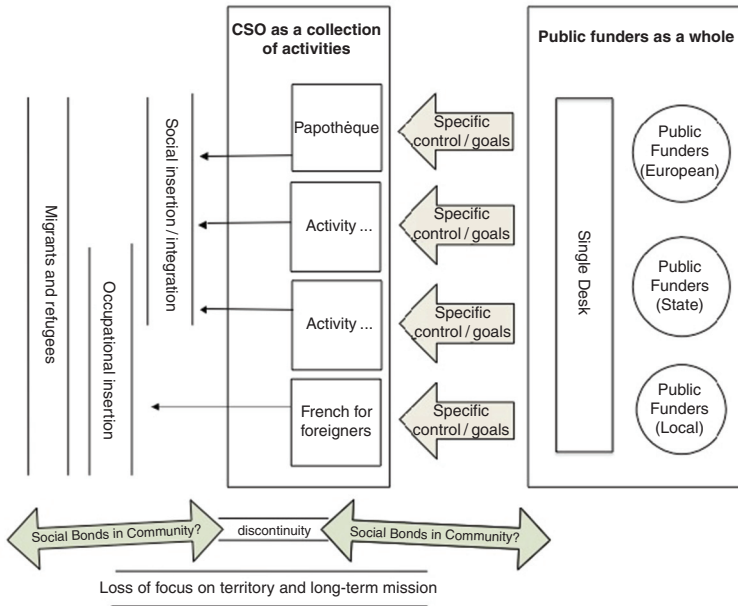 CSO as a collection
of activities
Public funders as a whole
Migrants and refugees
Occupational insertion
Social insertion / integration
Papothèque
Activity ...
Activity ...
French for
foreigners
Specific
control / goals
Specific
control / goals
Specific
control / goals
Specific
control / goals
Single Desk
Public
Funders
(European)
Public
Funders
(State)
Public
Funders
(Local)
Social Bonds in Community?
discontinuity
Social Bonds in Community?
Loss of focus on territory and long-term mission